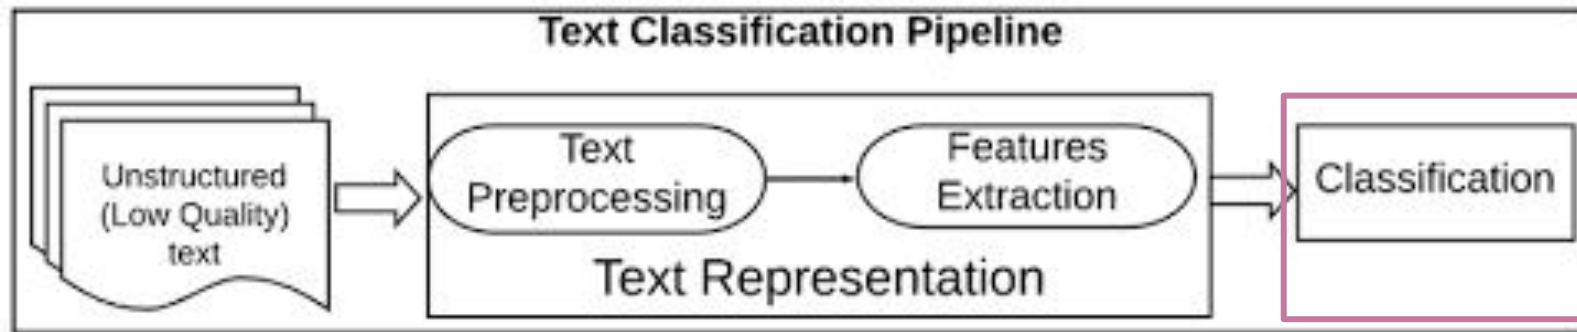 Text Classification Pipeline
Unstructured
(Low Quality)
text
Text
Preprocessing
Features
Extraction
Text Representation
Classification